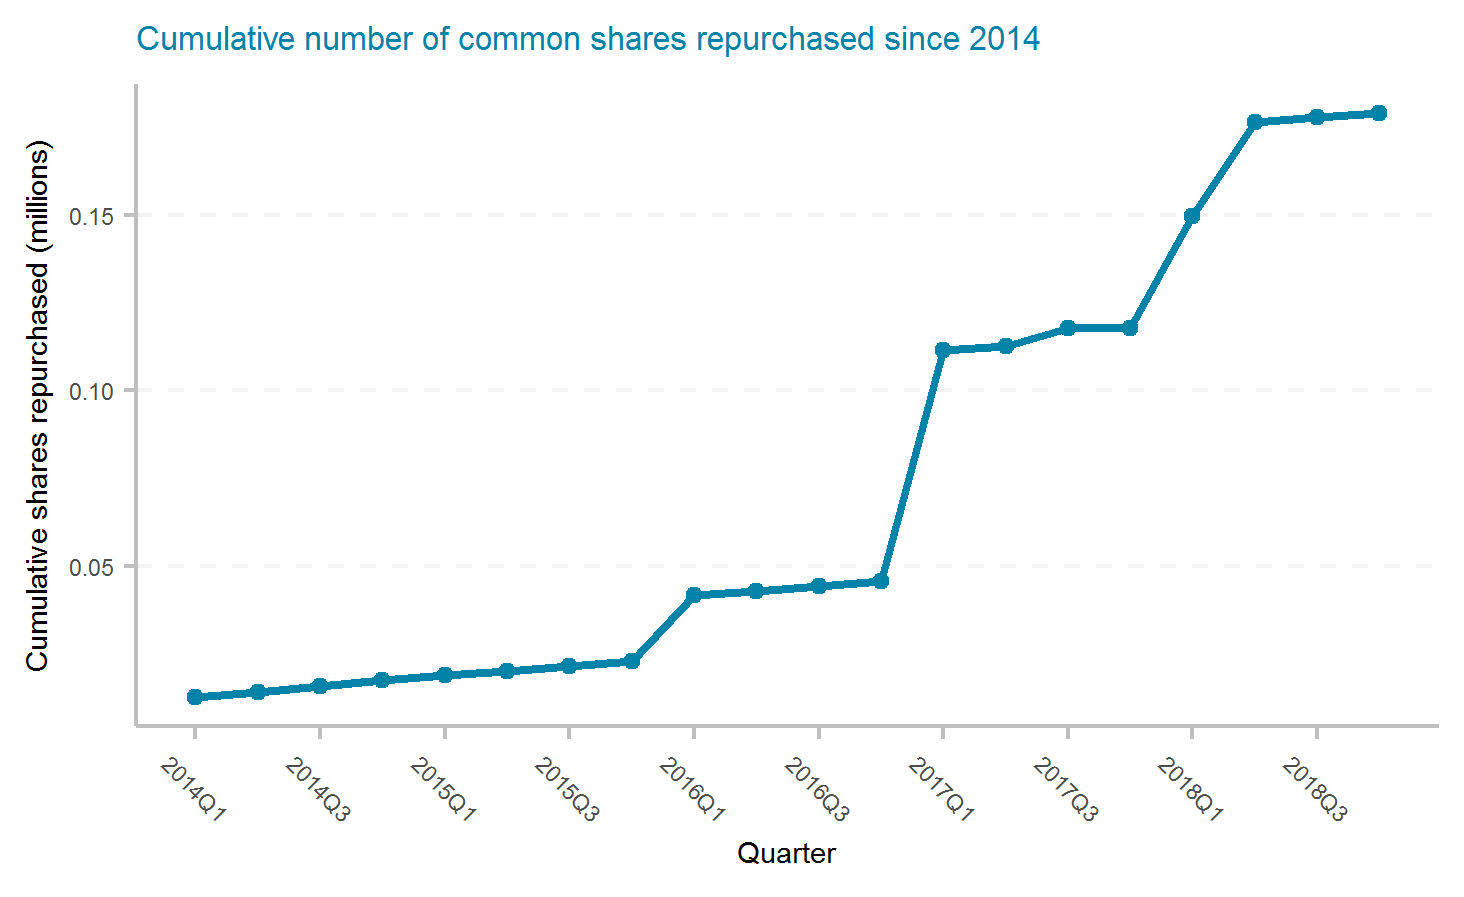 Cumulative number of common shares repurchased since 2014
Cumulative shares repurchased (millions)
0.15
0.10
0.05
2014Q1
2014Q3
2015Q1
2015Q3
2016Q1
2016Q3
2017Q1
2017Q3
2018Q1
2018Q3
Quarter